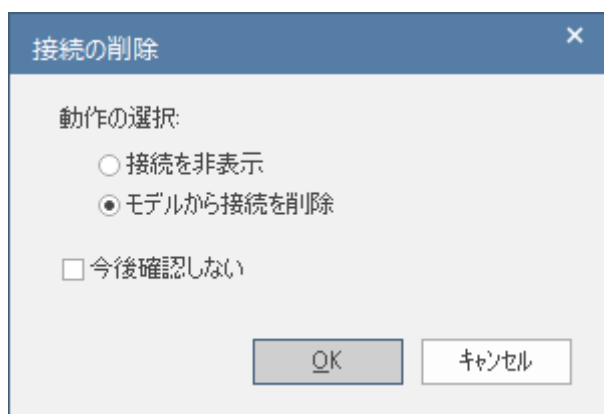 接続の削除
動作の選択:
接続を非表示
モデルから接続を削除
今後確認しない
OK キャンセル